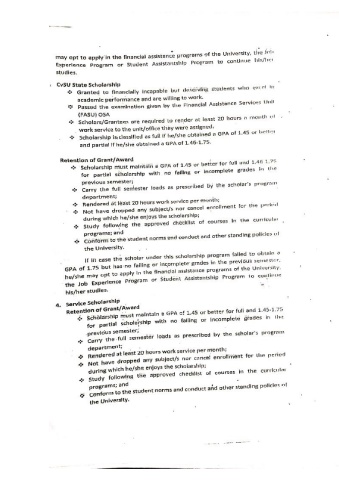 may opt to apply in the financial assistance programs of the University, the Job
Experience Program or Student Assistantship Program to continue his/her
studies.
CvSU State Scholarship
❖ Granted to financially incapable but deserving students who excel in
academic performance and are willing to work.
❖ Passed the examination given by the Financial Assistance Services Unit
(FASU) OSA
❖ Scholars/Grantees are required to render at least 20 hours a month of
work service to the unit/office they were assigned.
❖ Scholarship is classified as full if he/she obtained a GPA of 1.45 or better
and partial if he/she obtained a GPA of 1.46-1.75.
Retention of Grant/Award
❖ Scholarship must maintain a GPA of 1.45 or better for full and 1.46-1.75
for partial scholarship with no failing or incomplete grades in the
previous semester;
❖ Carry the full semester loads as prescribed by the scholar's program
department;
❖ Rendered at least 20 hours work service per month;
❖ Not have dropped any subject/s nor cancel enrollment for the period
during which he/she enjoys the scholarship;
❖ Study following the approved checklist of courses in the curricular
programs; and
❖ Conforms to the student norms and conduct and other standing policies of
the University.
If in case the scholar under this scholarship program failed to obtain a
GPA of 1.75 but has no failing or incomplete grades in the previous semester,
he/she may opt to apply in the financial assistance programs of the University,
the Job Experience Program or Student Assistantship Program to continue
his/her studies.
Service Scholarship
Retention of Grant/Award
❖ Scholarship must maintain a GPA of 1.45 or better for full and 1.45-1.75
for partial scholarship with no failing or incomplete grades in the
previous semester;
❖ Carry the full semester loads as prescribed by the scholar's program
department;
❖ Rendered at least 20 hours work service per month;
❖ Not have dropped any subject/s nor cancel enrollment for the period
during which he/she enjoys the scholarship;
❖ Study following the approved checklist of courses in the curricular
programs; and
❖ Conforms to the student norms and conduct and other standing policies of
the University.